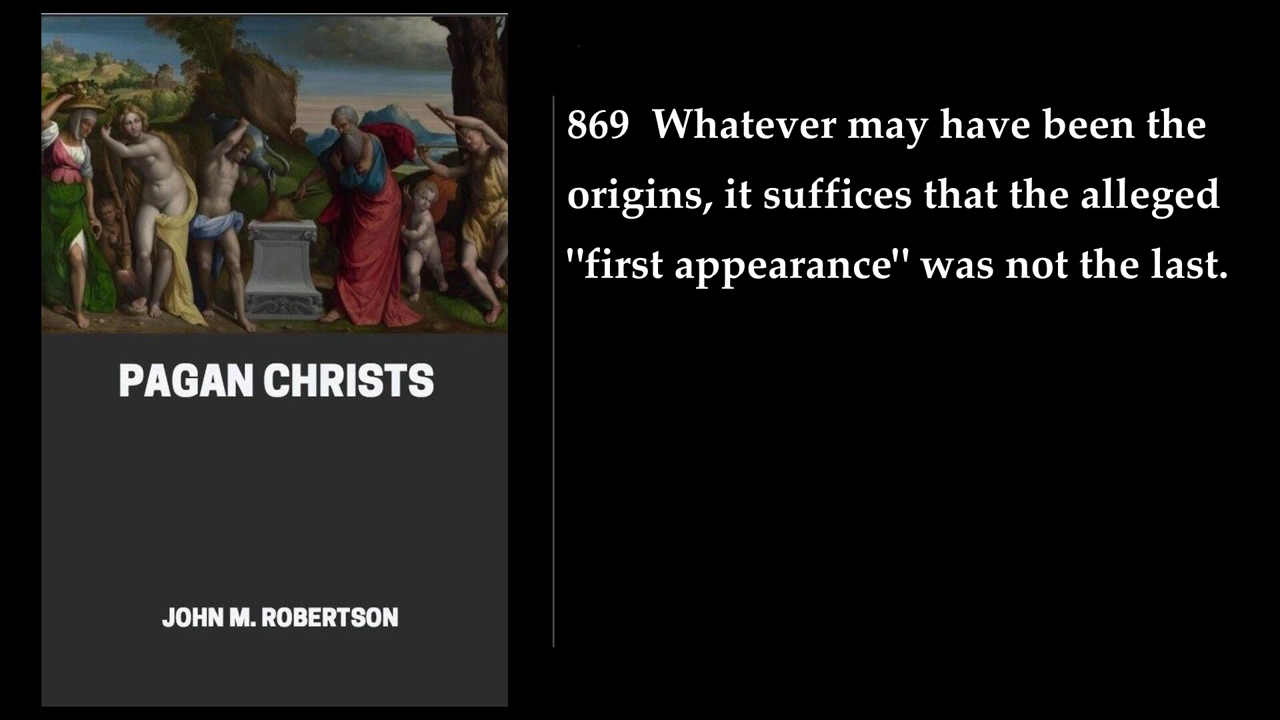 PAGAN CHRISTS
JOHN M. ROBERTSON
869 Whatever may have been the
origins, it suffices that the alleged
"first appearance" was not the last.